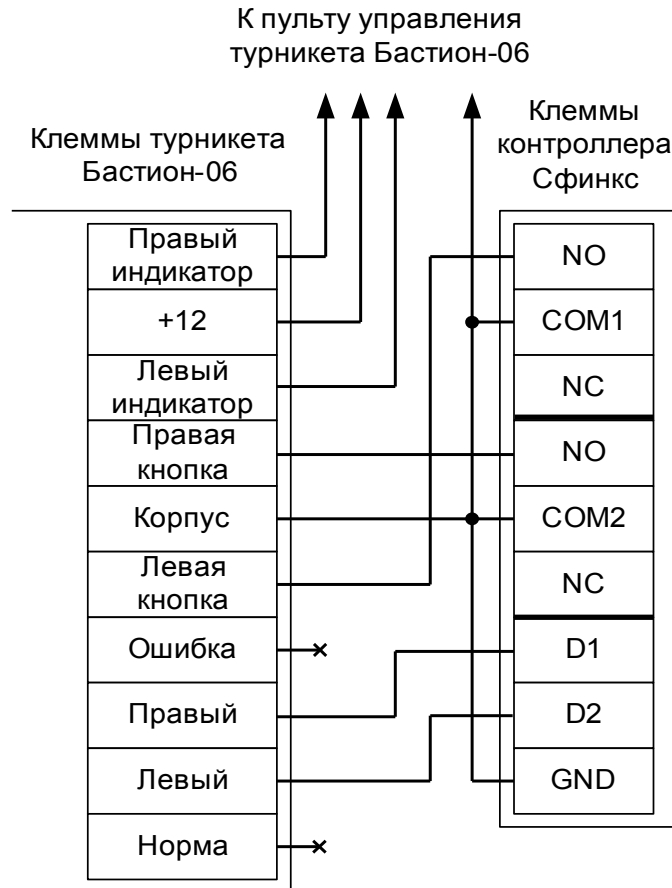 К пульту управления
турникета Бастион-06
Клеммы турникета
Бастион-06
Клеммы
контроллера
Сфинкс
Правый
индикатор
+12
Левый
индикатор
Правая
кнопка
Корпус
Левая
кнопка
Ошибка
Правый
Левый
Норма
NO
COM1
NC
NO
COM2
NC
D1
D2
GND